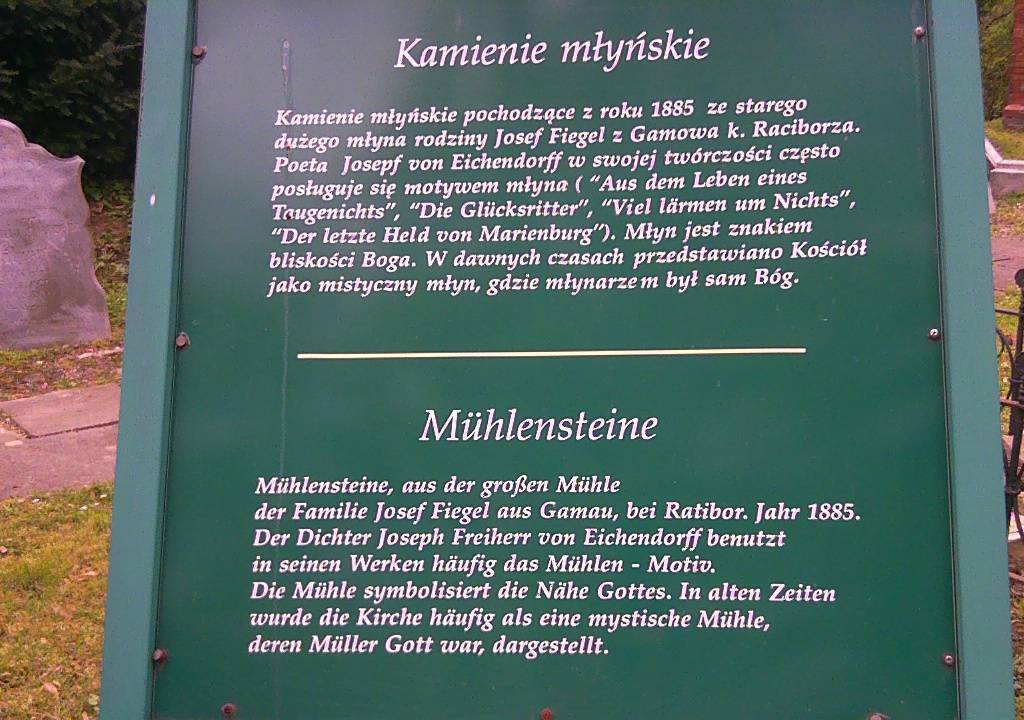 Kamienie młyńskie
Kamienie młyńskie pochodzące z roku 1885 ze starego
dużego młyna rodziny Josef Fiegel z Gamowa k. Raciborza.
Poeta Josepf von Eichendorff w swojej twórczości często
posługuje się motywem młyna ( “Aus dem Leben eines
Taugenichts”, “Die Glücksritter”, “Viel lärmen um Nichts”,
“Der letzte Held von Marienburg”). Młyn jest znakiem
bliskości Boga. W dawnych czasach przedstawiano Kościół
jako mistyczny młyn, gdzie młynarzem był sam Bóg.
Mühlensteine
Mühlensteine, aus der großen Mühle
der Familie Josef Fiegel aus Gamau, bei Ratibor. Jahr 1885.
Der Dichter Joseph Freiherr von Eichendorff benutzt
in seinen Werken häufig das Mühlen - Motiv.
Die Mühle symbolisiert die Nähe Gottes. In alten Zeiten
wurde die Kirche häufig als eine mystische Mühle,
deren Müller Gott war, dargestellt.